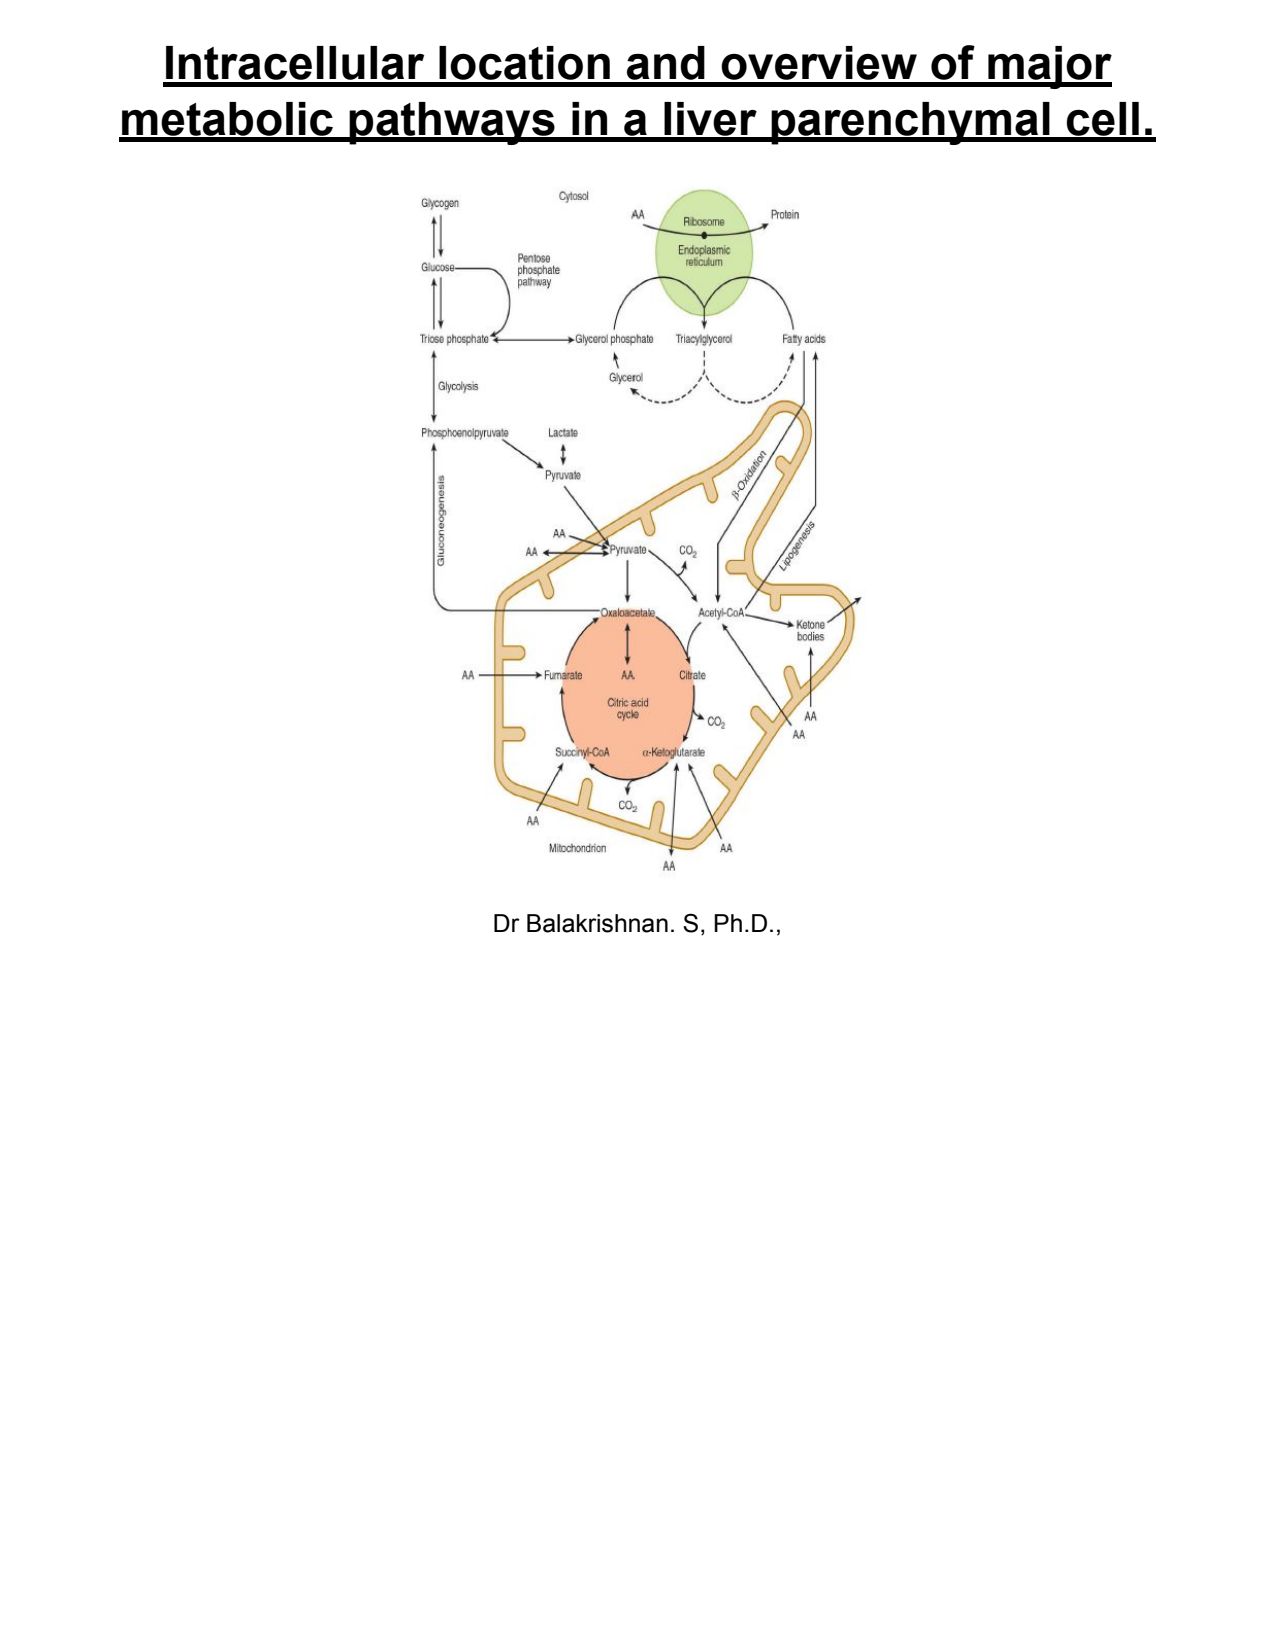 Intracellular location and overview of major
metabolic pathways in a liver parenchymal cell.
Glycogen
Cytosol
AA
Ribosome
Protein
Endoplasmic
reticulum
Glucose
Pentose
phosphate
pathway
Triose phosphate
Glycerol phosphate
Triacylglycerol
Fatty acids
Glycerol
Glycolysis
Phosphoenolpyruvate
Lactate
Pyruvate
β-Oxidation
Gluconeogenesis
AA
AA
Pyruvate
CO2
Lipogenesis
Oxaloacetate
Acetyl-CoA
Ketone
bodies
AA
Fumarate
AA
Citrate
Citric acid
cycle
CO2
AA
AA
Succinyl-CoA
α-Ketoglutarate
CO2
AA
Mitochondrion
AA
AA
Dr Balakrishnan. S, Ph.D.,